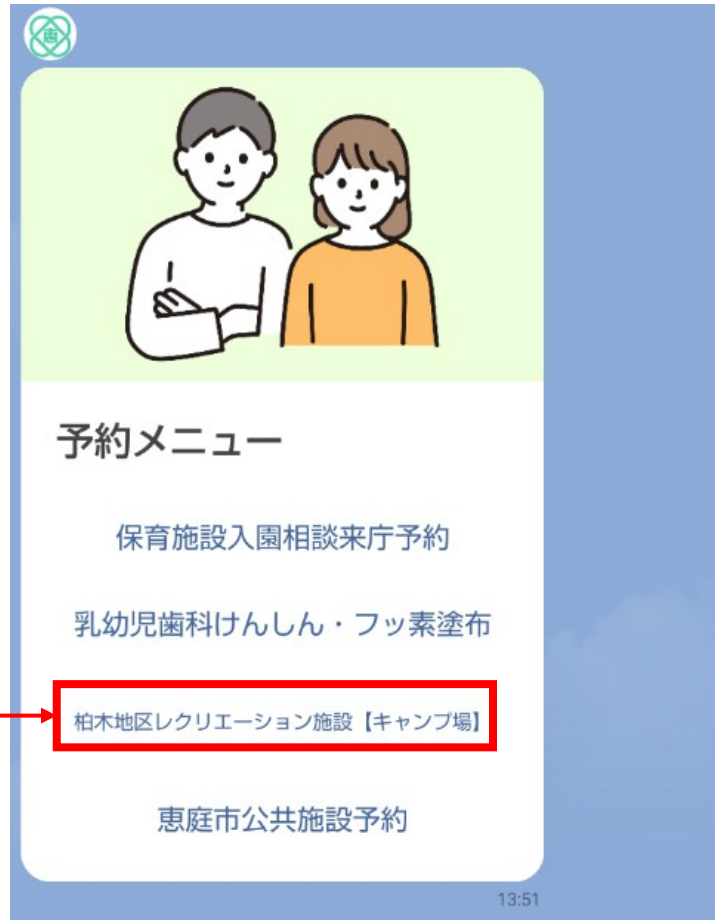 恵
予約メニュー
保育施設入園相談来庁予約
乳幼児歯科けんしん・フッ素塗布
柏木地区レクリエーション施設【キャンプ場】
恵庭市公共施設予約
13:51